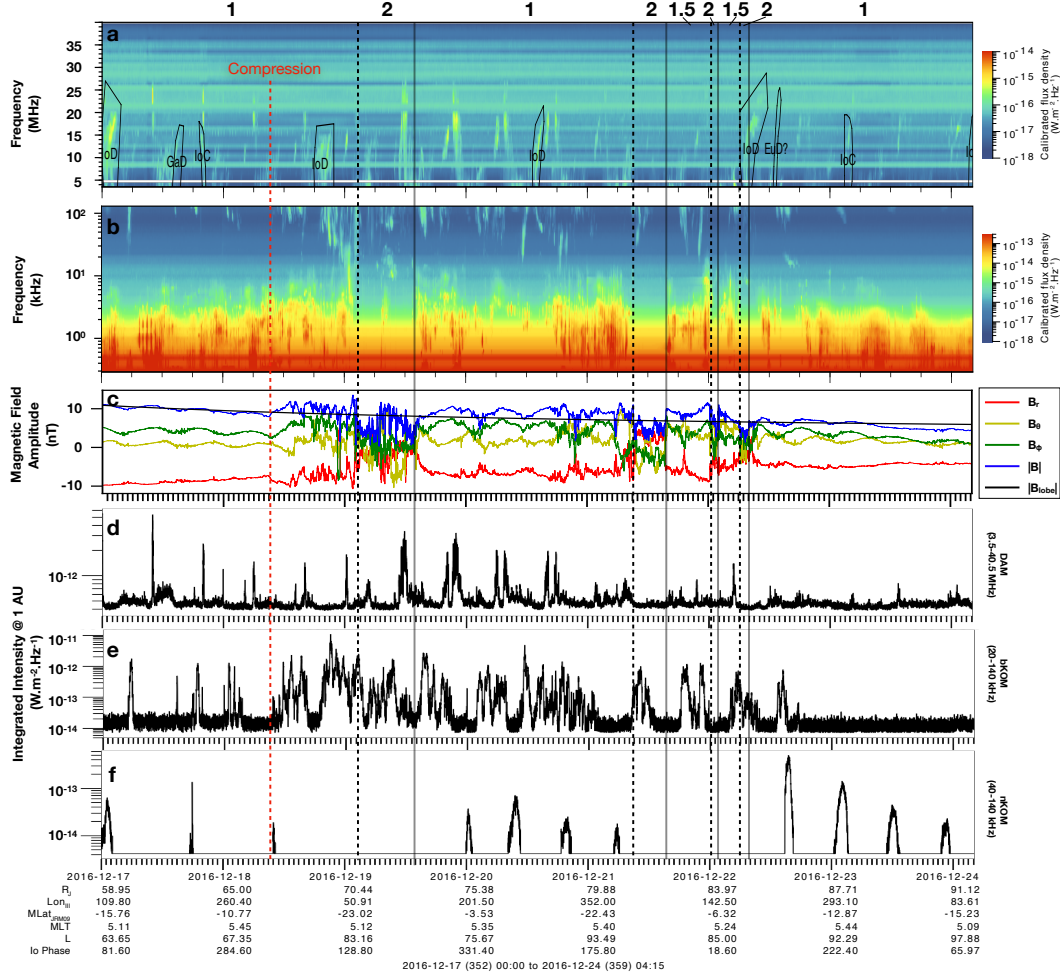 1 2 1 2 1.5 2 1.5 2 1
a
Compression
35
30
25
20
15
10
5
Frequency
(MHz)
oD GaD IoC IoD IoD IoD EuD? IoC Io
10⁻¹⁴
10⁻¹⁵
10⁻¹⁶
10⁻¹⁷
10⁻¹⁸
Calibrated flux density
(W.m⁻².Hz⁻¹)
b
10²
10¹
10⁰
Frequency
(kHz)
10⁻¹³
10⁻¹⁴
10⁻¹⁵
10⁻¹⁶
10⁻¹⁷
10⁻¹⁸
Calibrated flux density
(W.m⁻².Hz⁻¹)
c
10
0
-10
Magnetic Field
Amplitude
(nT)
Bᵣ
B_θ
B_ϕ
|B|
|B_lobe|
d
10⁻¹²
DAM
(3.5-40.5 MHz)
Integrated Intensity @ 1 AU
(W.m⁻².Hz⁻¹)
e
10⁻¹¹
10⁻¹²
10⁻¹³
10⁻¹⁴
bKOM
(20-140 kHz)
f
10⁻¹³
10⁻¹⁴
nKOM
(40-140 kHz)
2016-12-17 2016-12-18 2016-12-19 2016-12-20 2016-12-21 2016-12-22 2016-12-23 2016-12-24
R_J 58.95 65.00 70.44 75.38 79.88 83.97 87.71 91.12
Lon_III 109.80 260.40 50.91 201.50 352.00 142.50 293.10 83.61
MLat_JRM09 -15.76 -10.77 -23.02 -3.53 -22.43 -6.32 -12.87 -15.23
MLT 5.11 5.45 5.12 5.35 5.40 5.24 5.44 5.09
L 63.65 67.35 83.16 75.67 93.49 85.00 92.29 97.88
Io Phase 81.60 284.60 128.80 331.40 175.80 18.60 222.40 65.97
2016-12-17 (352) 00:00 to 2016-12-24 (359) 04:15